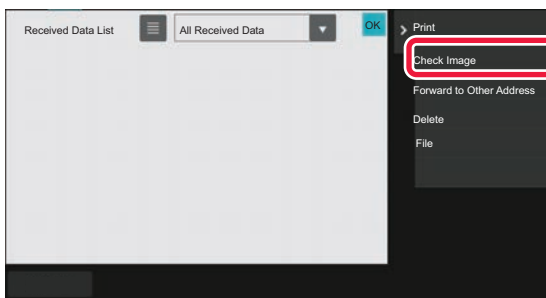 Received Data List
All Received Data
OK
Print
Check Image
Forward to Other Address
Delete
File